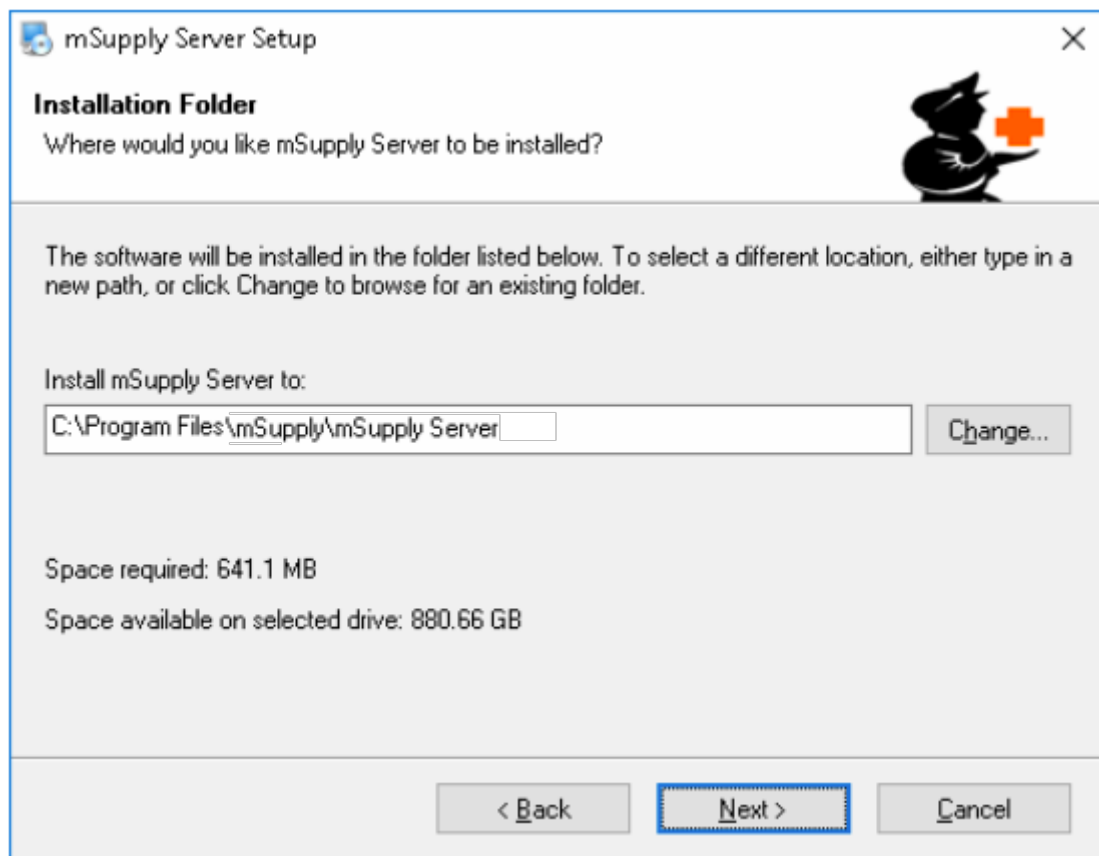 mSupply Server Setup
Installation Folder
Where would you like mSupply Server to be installed?
The software will be installed in the folder listed below. To select a different location, either type in a
new path, or click Change to browse for an existing folder.
Install mSupply Server to:
C:\Program Files\mSupply\mSupply Server
Change...
Space required: 641.1 MB
Space available on selected drive: 880.66 GB
< Back
Next >
Cancel